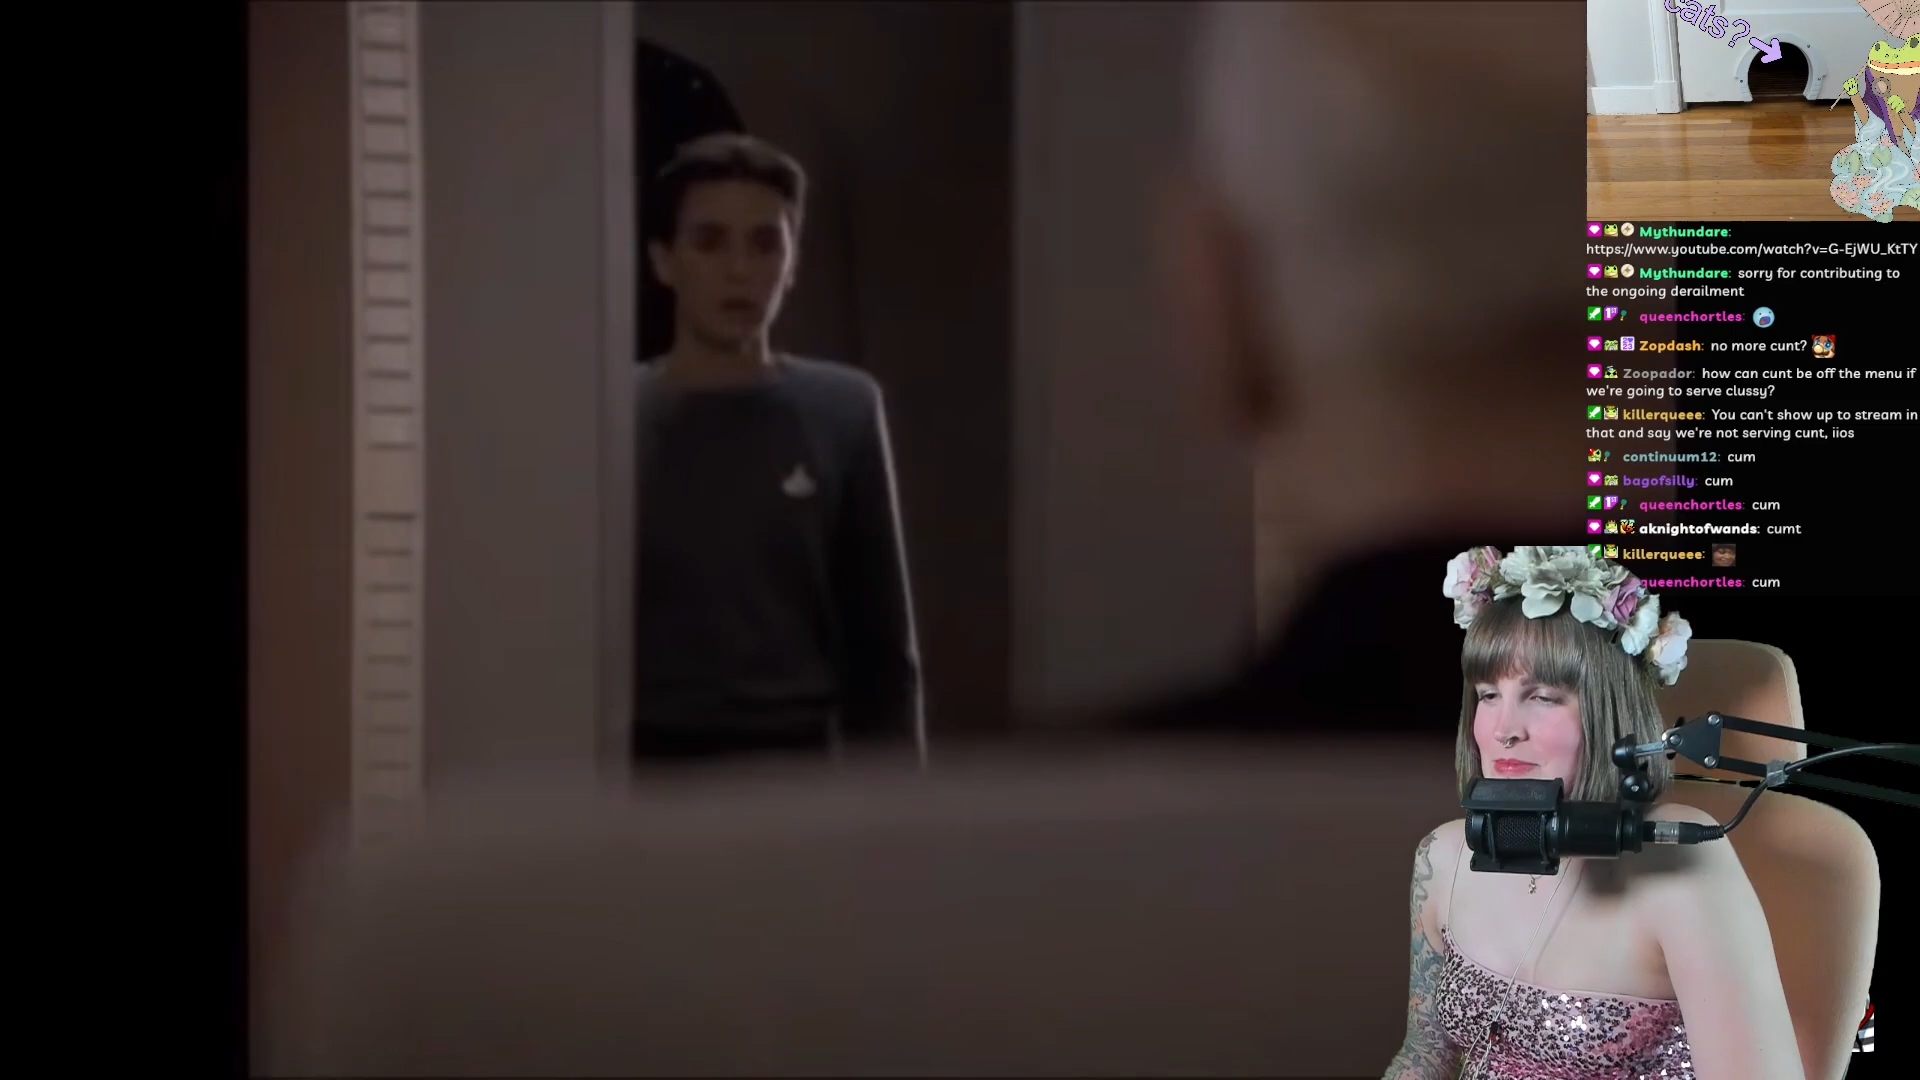 cats?
Mythundare:
https://www.youtube.com/watch?v=G-EjWU_KtTY
Mythundare: sorry for contributing to
the ongoing derailment
queenchortles:
Zopdash: no more cunt?
Zoopador: how can cunt be off the menu if
we're going to serve clussy?
killerqueee: You can't show up to stream in
that and say we're not serving cunt, iios
continuum12: cum
bagofsilly: cum
queenchortles: cum
aknightofwands: cumt
killerqueee:
queenchortles: cum